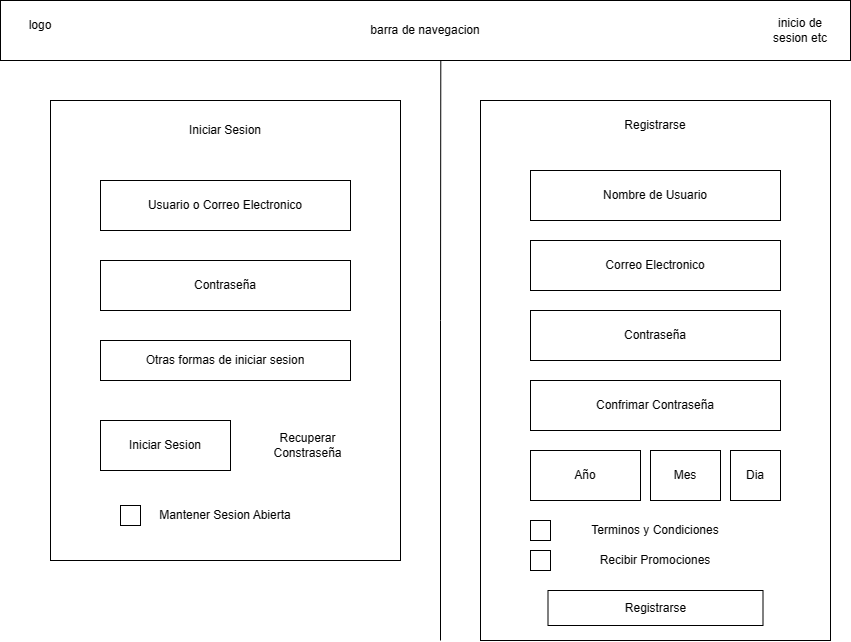 logo
barra de navegacion
inicio de
sesion etc
Iniciar Sesion
Usuario o Correo Electronico
Contraseña
Otras formas de iniciar sesion
Iniciar Sesion
Recuperar
Constraseña
Mantener Sesion Abierta
Registrarse
Nombre de Usuario
Correo Electronico
Contraseña
Confrimar Contraseña
Año
Mes
Dia
Terminos y Condiciones
Recibir Promociones
Registrarse